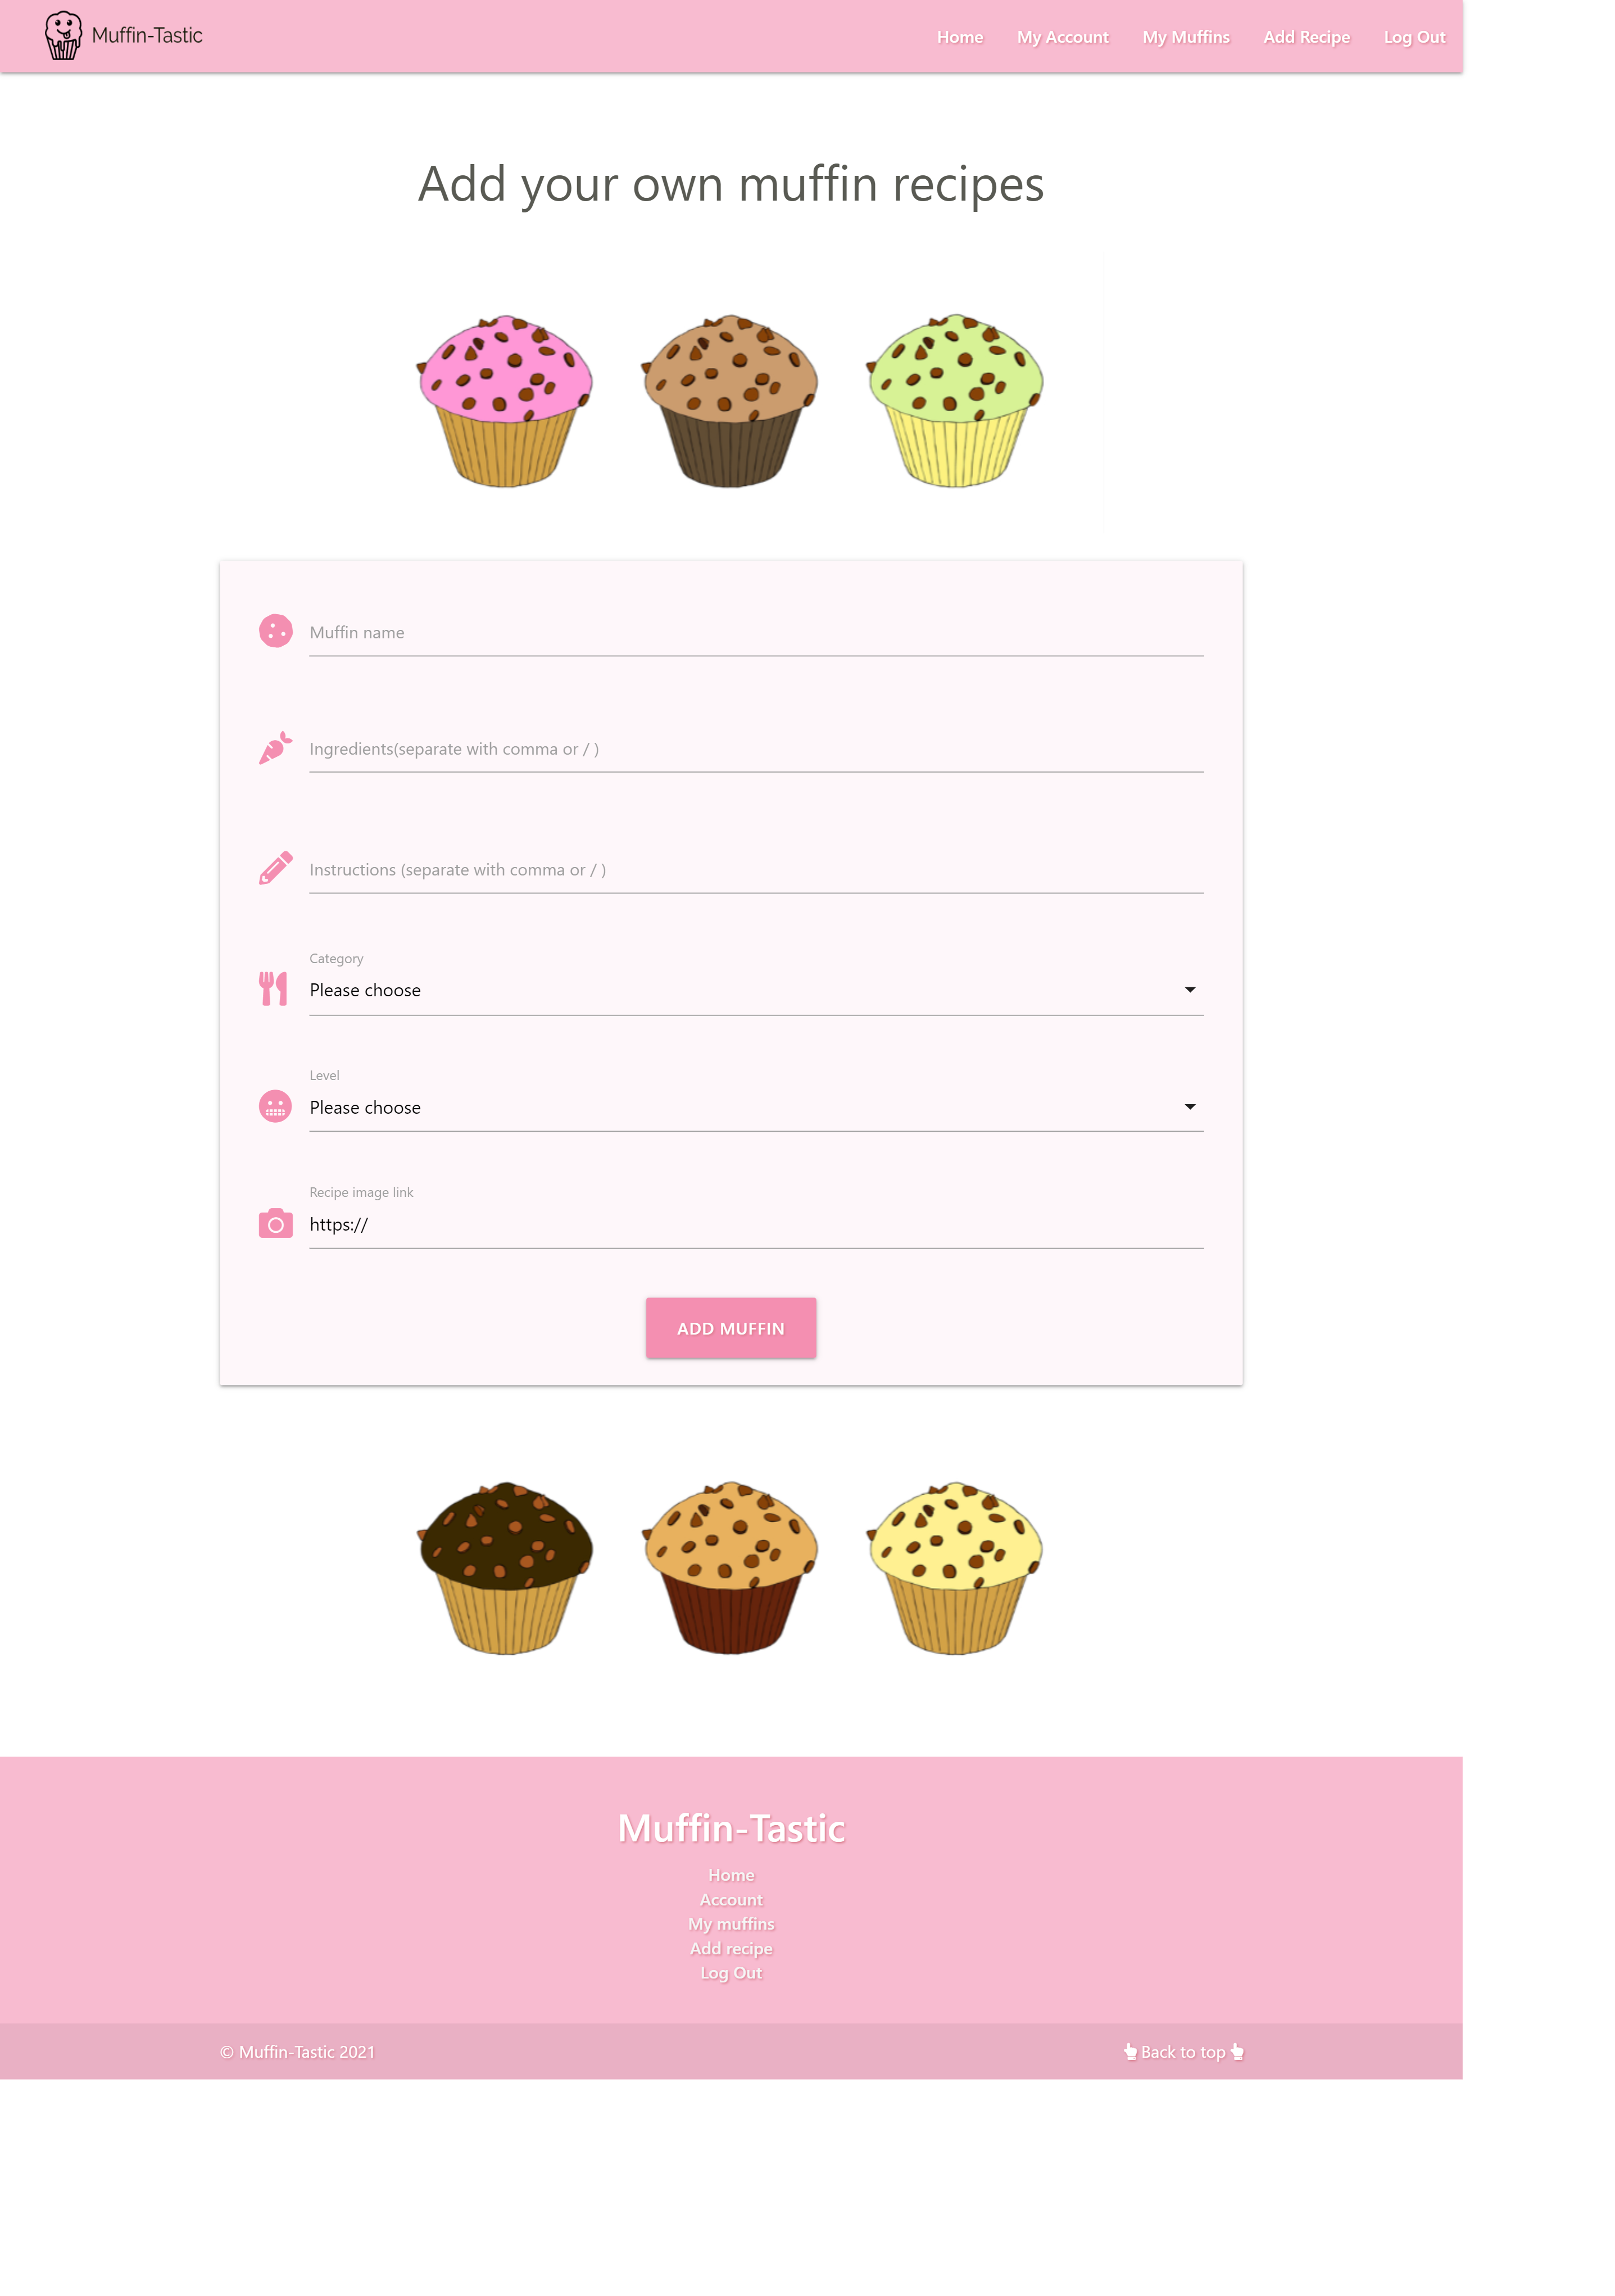 Muffin-Tastic
Home My Account My Muffins Add Recipe Log Out
Add your own muffin recipes
Muffin name
Ingredients(separate with comma or / )
Instructions (separate with comma or / )
Category
Please choose
Level
Please choose
Recipe image link
https://
ADD MUFFIN
Muffin-Tastic
Home
Account
My muffins
Add recipe
Log Out
© Muffin-Tastic 2021 Back to top